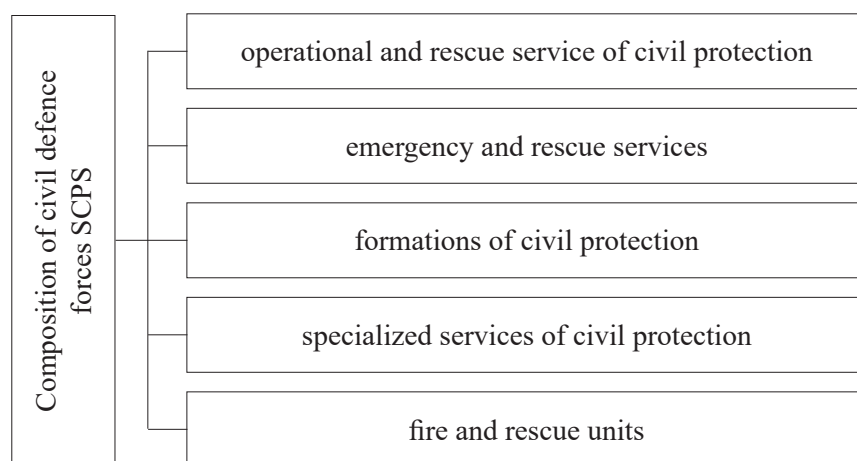 Composition of civil defence
forces SCPS
operational and rescue service of civil protection
emergency and rescue services
formations of civil protection
specialized services of civil protection
fire and rescue units